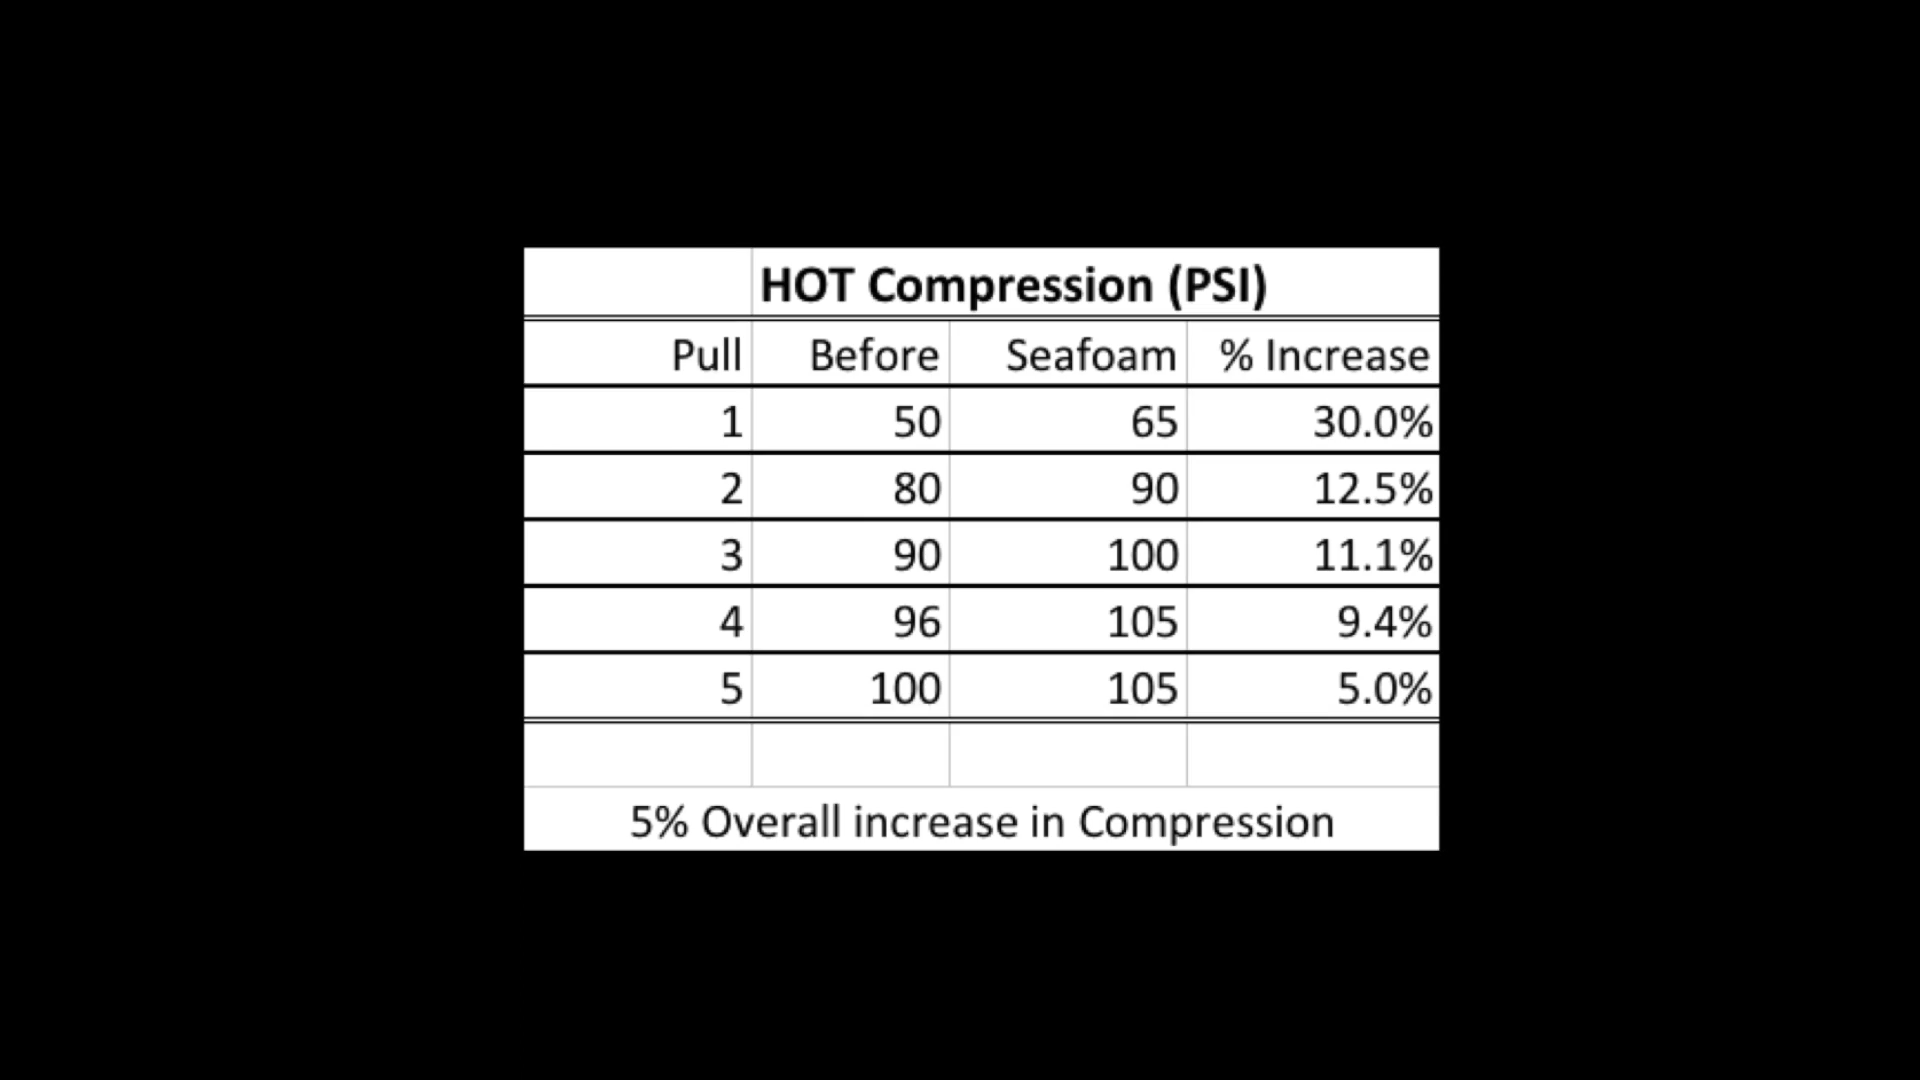 HOT Compression (PSI)
Pull Before Seafoam % Increase
1 50 65 30.0%
2 80 90 12.5%
3 90 100 11.1%
4 96 105 9.4%
5 100 105 5.0%
5% Overall increase in Compression